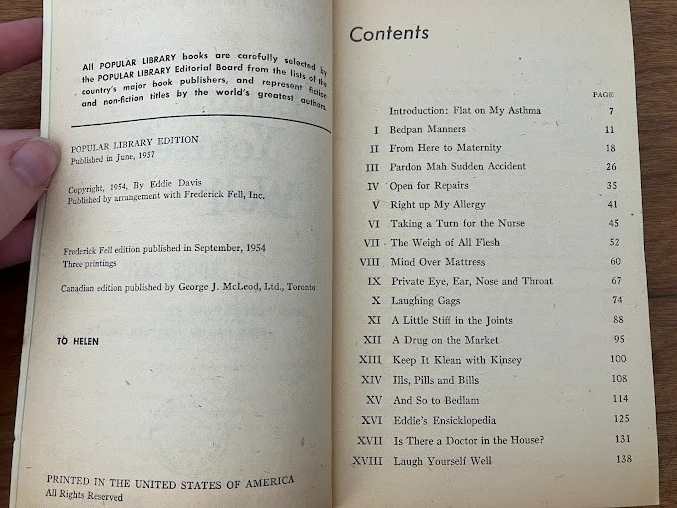 All POPULAR LIBRARY books are carefully selected by
the POPULAR LIBRARY Editorial Board from the lists of the
country's major book publishers, and represent fiction
and non-fiction titles by the world's greatest authors.
POPULAR LIBRARY EDITION
Published in June, 1957
Copyright, 1954, By Eddie Davis
Published by arrangement with Frederick Fell, Inc.
Frederick Fell edition published in September, 1954
Three printings
Canadian edition published by George J. McLeod, Ltd., Toronto
TO HELEN
PRINTED IN THE UNITED STATES OF AMERICA
All Rights Reserved
Contents
PAGE
Introduction: Flat on My Asthma 7
I Bedpan Manners 11
II From Here to Maternity 18
III Pardon Mah Sudden Accident 26
IV Open for Repairs 35
V Right up My Allergy 41
VI Taking a Turn for the Nurse 45
VII The Weigh of All Flesh 52
VIII Mind Over Mattress 60
IX Private Eye, Ear, Nose and Throat 67
X Laughing Gags 74
XI A Little Stiff in the Joints 88
XII A Drug on the Market 95
XIII Keep It Klean with Kinsey 100
XIV Ills, Pills and Bills 108
XV And So to Bedlam 114
XVI Eddie's Ensicklopedia 125
XVII Is There a Doctor in the House? 131
XVIII Laugh Yourself Well 138